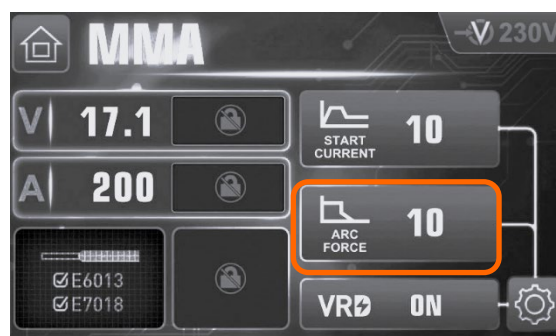 MMA
230V
V 17.1
START CURRENT 10
A 200
ARC FORCE 10
E6013
E7018
VRD ON